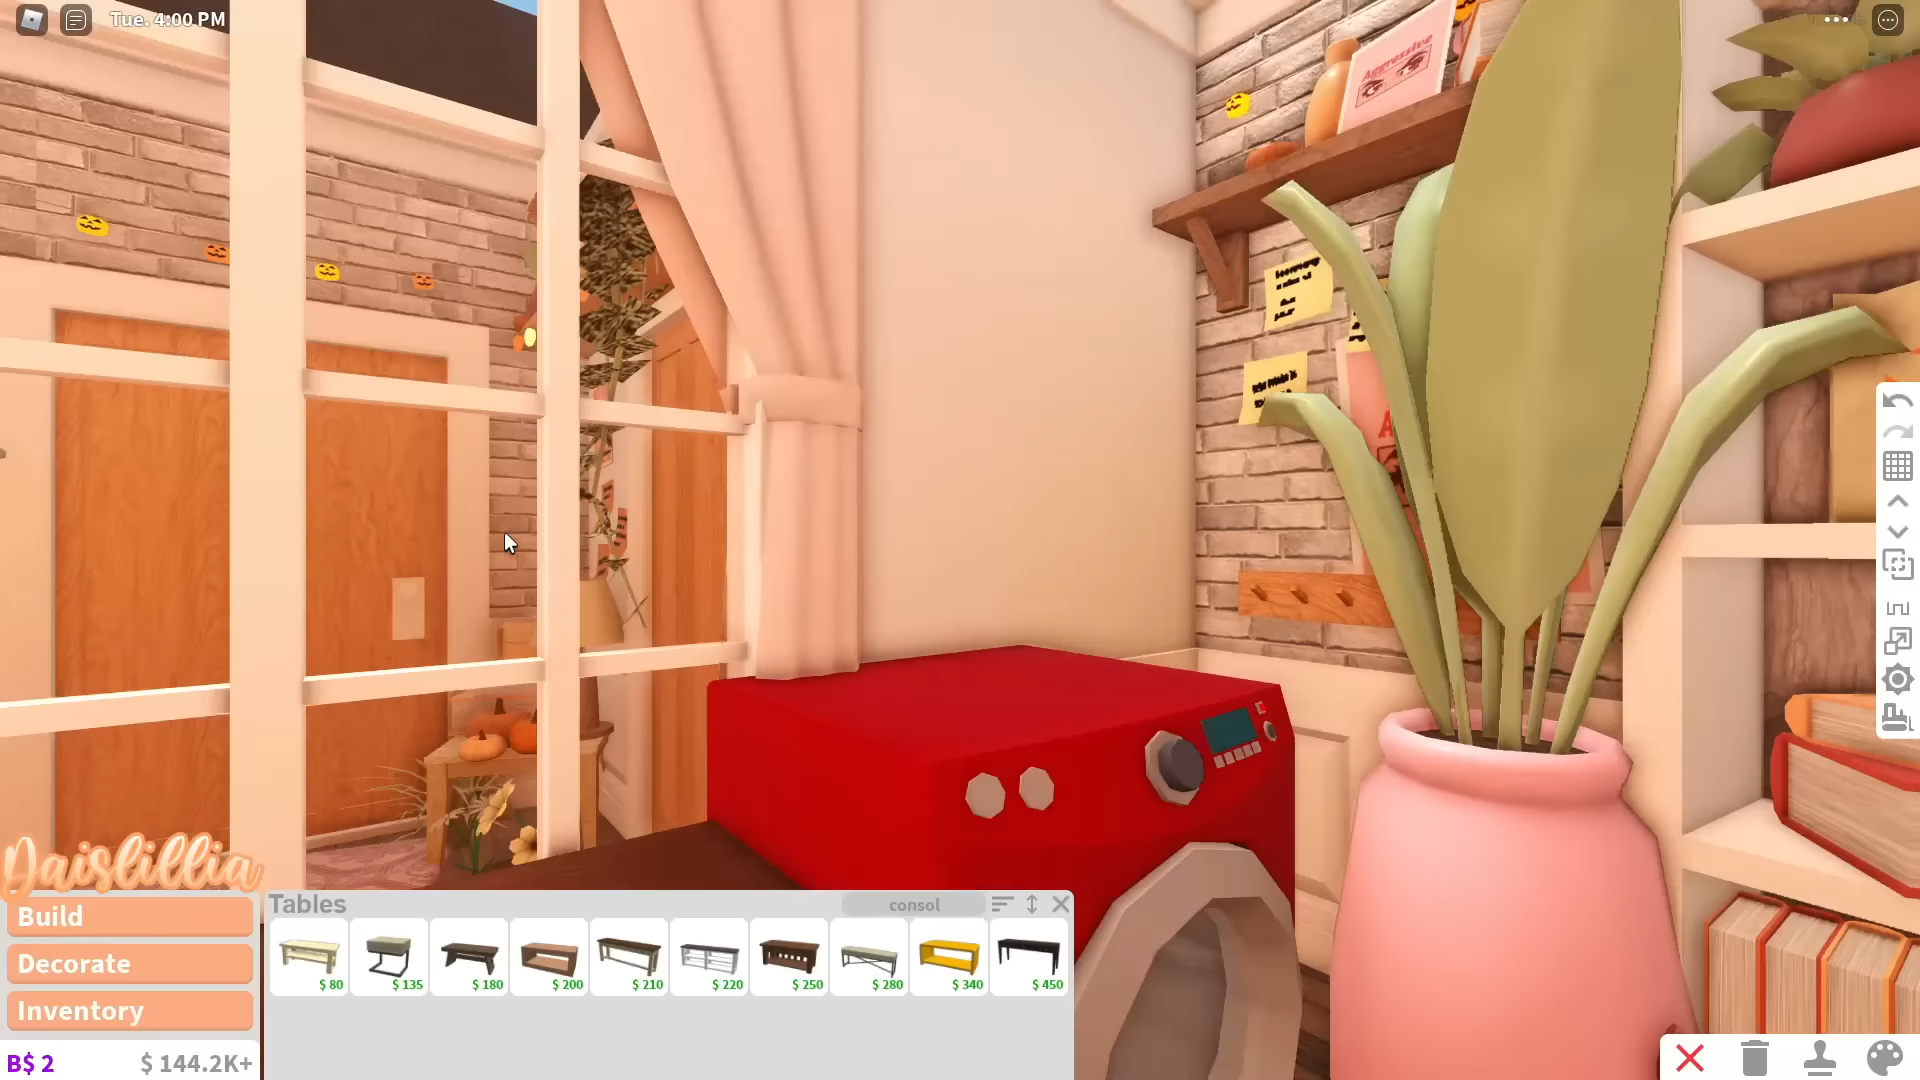 Tue. 4:00 PM
Aggressive
Daislillia
Build
Decorate
Inventory
B$ 2
$ 144.2K+
Tables
consol
$ 80
$ 135
$ 180
$ 200
$ 210
$ 220
$ 250
$ 280
$ 340
$ 450